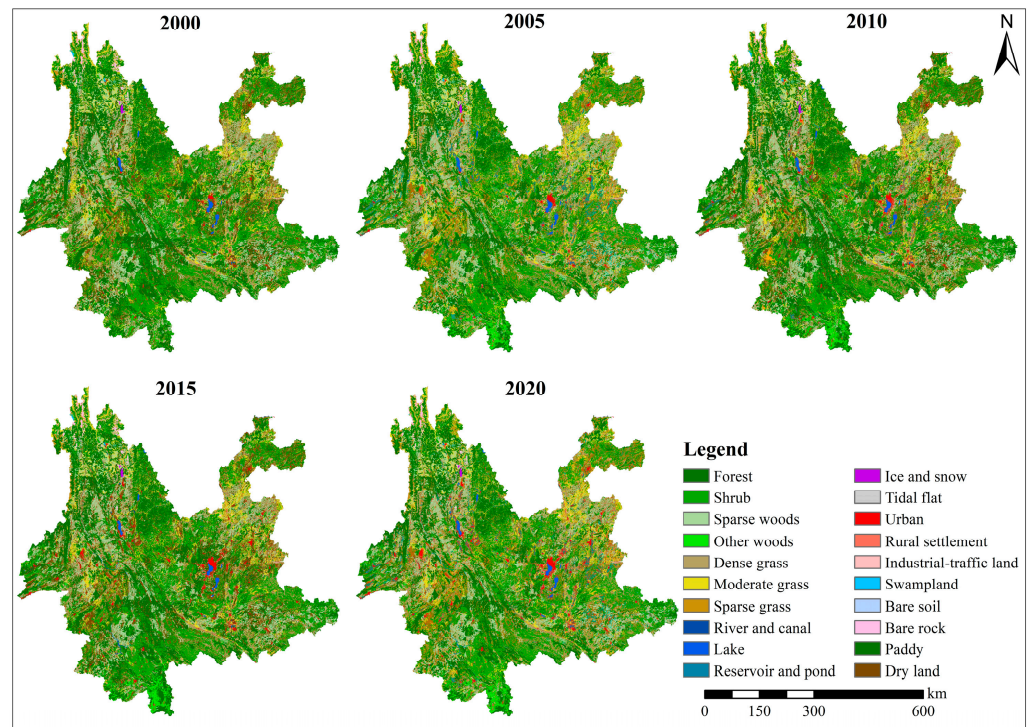 2000
2005
2010
N
2015
2020
Legend
Forest
Shrub
Sparse woods
Other woods
Dense grass
Moderate grass
Sparse grass
River and canal
Lake
Reservoir and pond
Ice and snow
Tidal flat
Urban
Rural settlement
Industrial-traffic land
Swampland
Bare soil
Bare rock
Paddy
Dry land
km
0 150 300 600